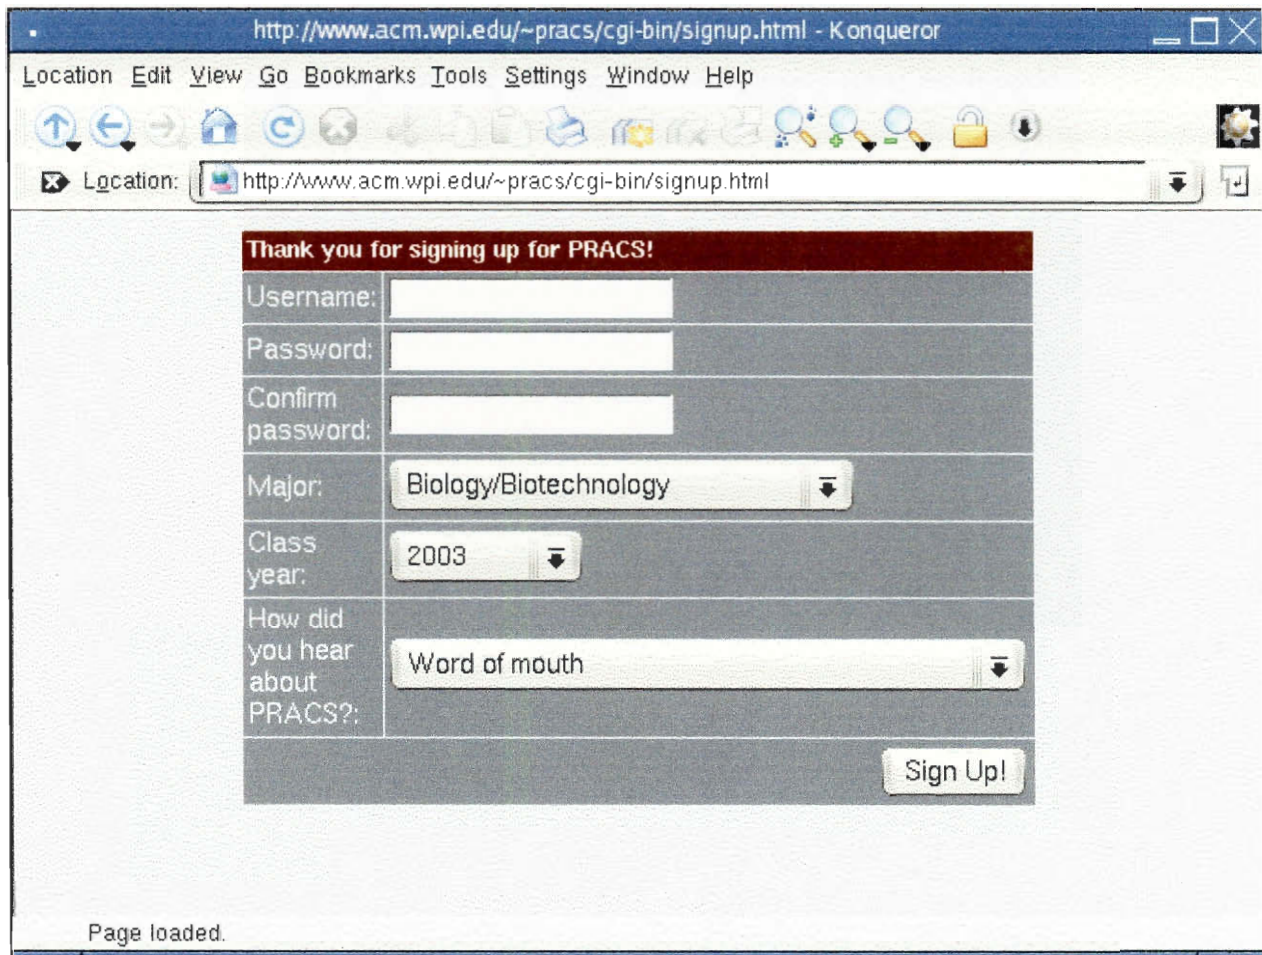 http://www.acm.wpi.edu/~pracs/cgi-bin/signup.html - Konqueror
Location Edit View Go Bookmarks Tools Settings Window Help
Location: http://www.acm.wpi.edu/~pracs/cgi-bin/signup.html
Thank you for signing up for PRACS!
Username:
Password:
Confirm
password:
Major: Biology/Biotechnology
Class
year:
2003
How did
you hear
about
PRACS?:
Word of mouth
Sign Up!
Page loaded.